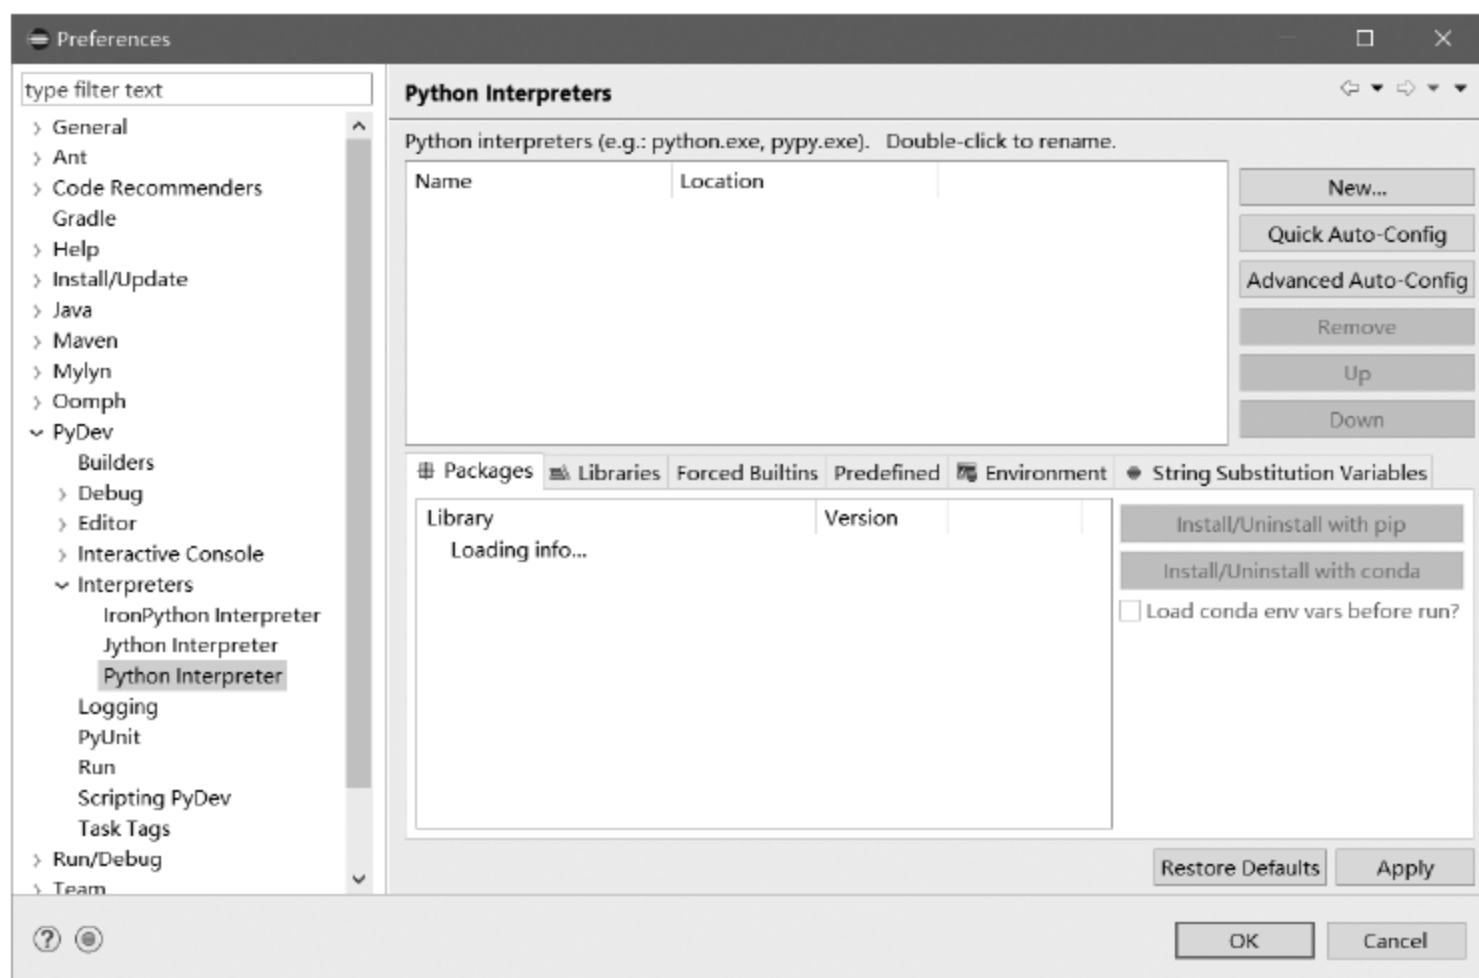 Preferences
type filter text
General
Ant
Code Recommenders
Gradle
Help
Install/Update
Java
Maven
Mylyn
Oomph
PyDev
Builders
Debug
Editor
Interactive Console
Interpreters
IronPython Interpreter
Jython Interpreter
Python Interpreter
Logging
PyUnit
Run
Scripting PyDev
Task Tags
Run/Debug
Team
Python Interpreters
Python interpreters (e.g.: python.exe, pypy.exe). Double-click to rename.
Name Location
New...
Quick Auto-Config
Advanced Auto-Config
Remove
Up
Down
Packages Libraries Forced Builtins Predefined Environment String Substitution Variables
Library Version
Loading info...
Install/Uninstall with pip
Install/Uninstall with conda
Load conda env vars before run?
Restore Defaults Apply
OK Cancel